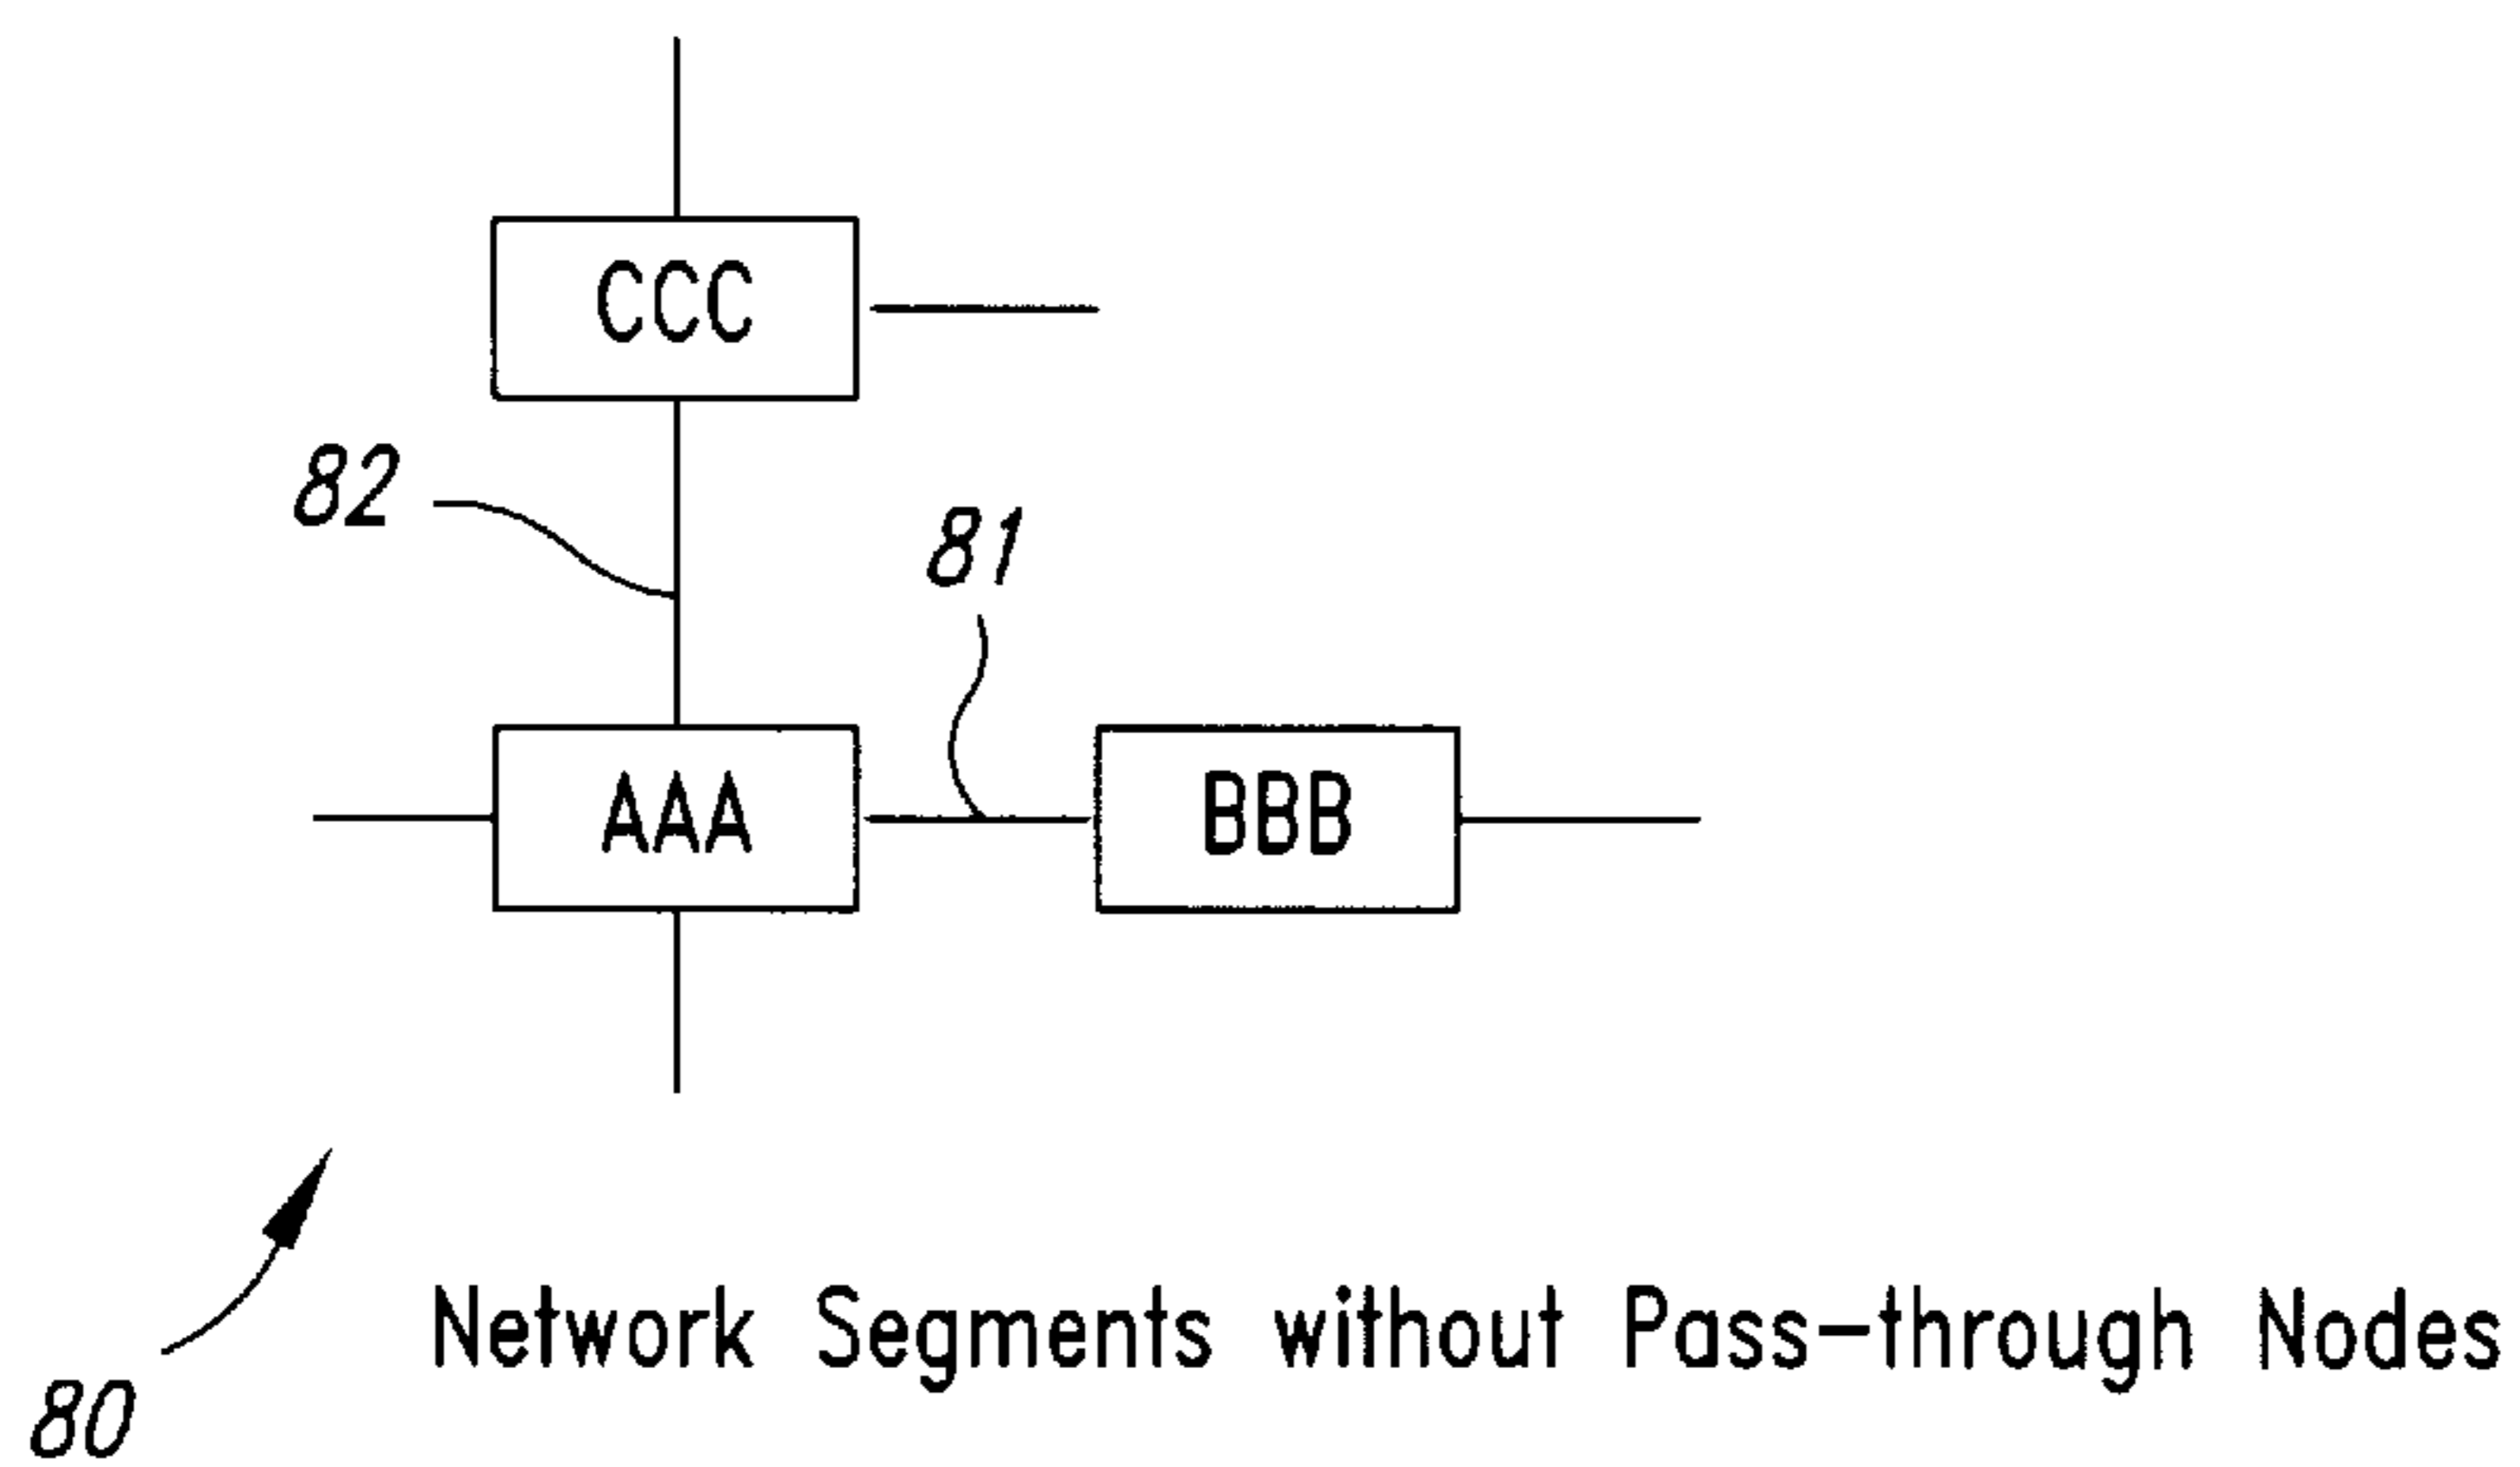 CCC
82
81
AAA
BBB
Network Segments without Pass-through Nodes
80